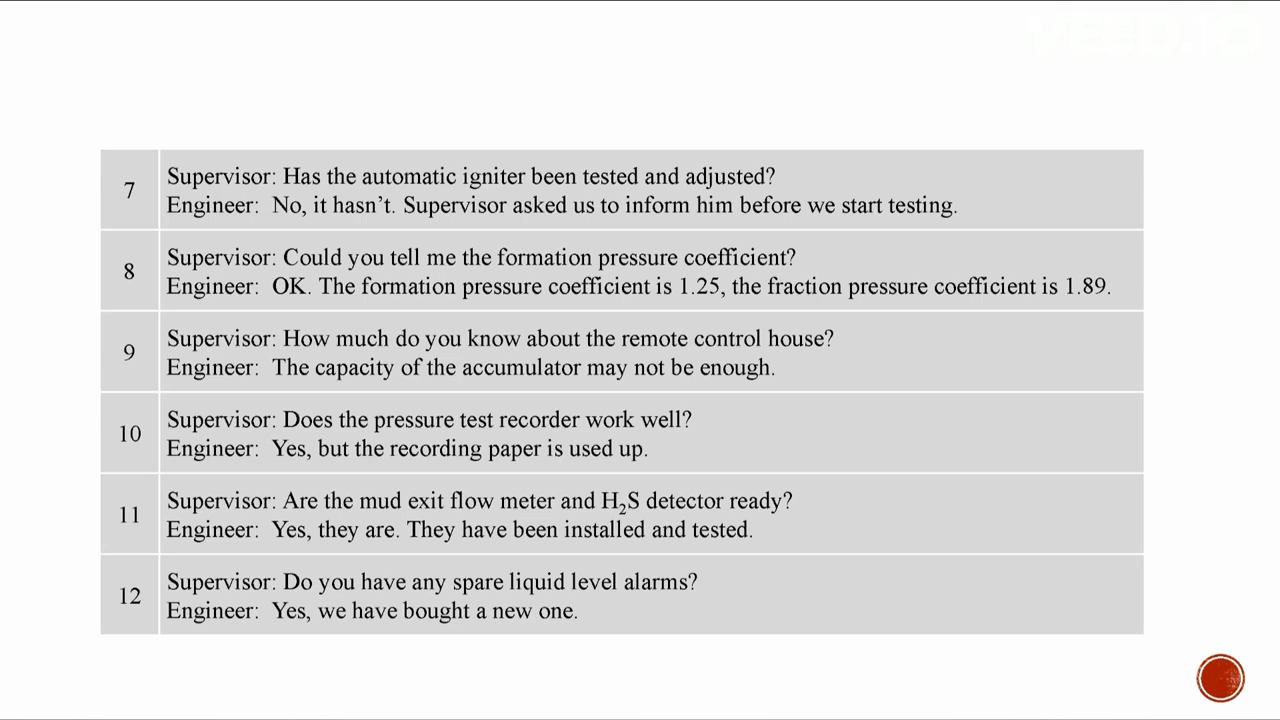 7
Supervisor: Has the automatic igniter been tested and adjusted?
Engineer: No, it hasn’t. Supervisor asked us to inform him before we start testing.
8
Supervisor: Could you tell me the formation pressure coefficient?
Engineer: OK. The formation pressure coefficient is 1.25, the fraction pressure coefficient is 1.89.
9
Supervisor: How much do you know about the remote control house?
Engineer: The capacity of the accumulator may not be enough.
10
Supervisor: Does the pressure test recorder work well?
Engineer: Yes, but the recording paper is used up.
11
Supervisor: Are the mud exit flow meter and H₂S detector ready?
Engineer: Yes, they are. They have been installed and tested.
12
Supervisor: Do you have any spare liquid level alarms?
Engineer: Yes, we have bought a new one.